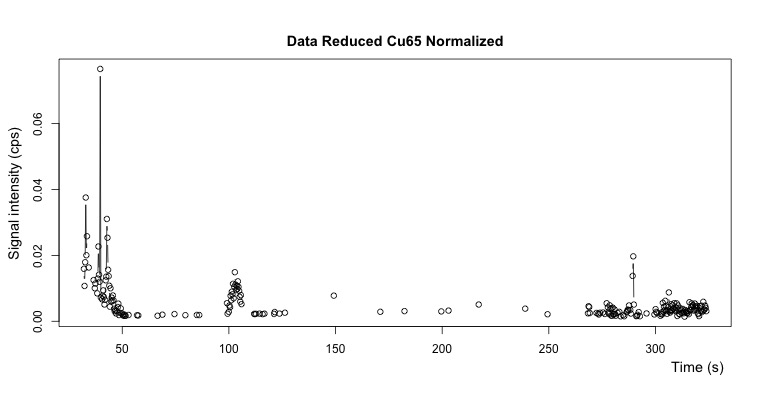 Data Reduced Cu65 Normalized
Signal intensity (cps)
0.06
0.04
0.02
0.00
50 100 150 200 250 300
Time (s)